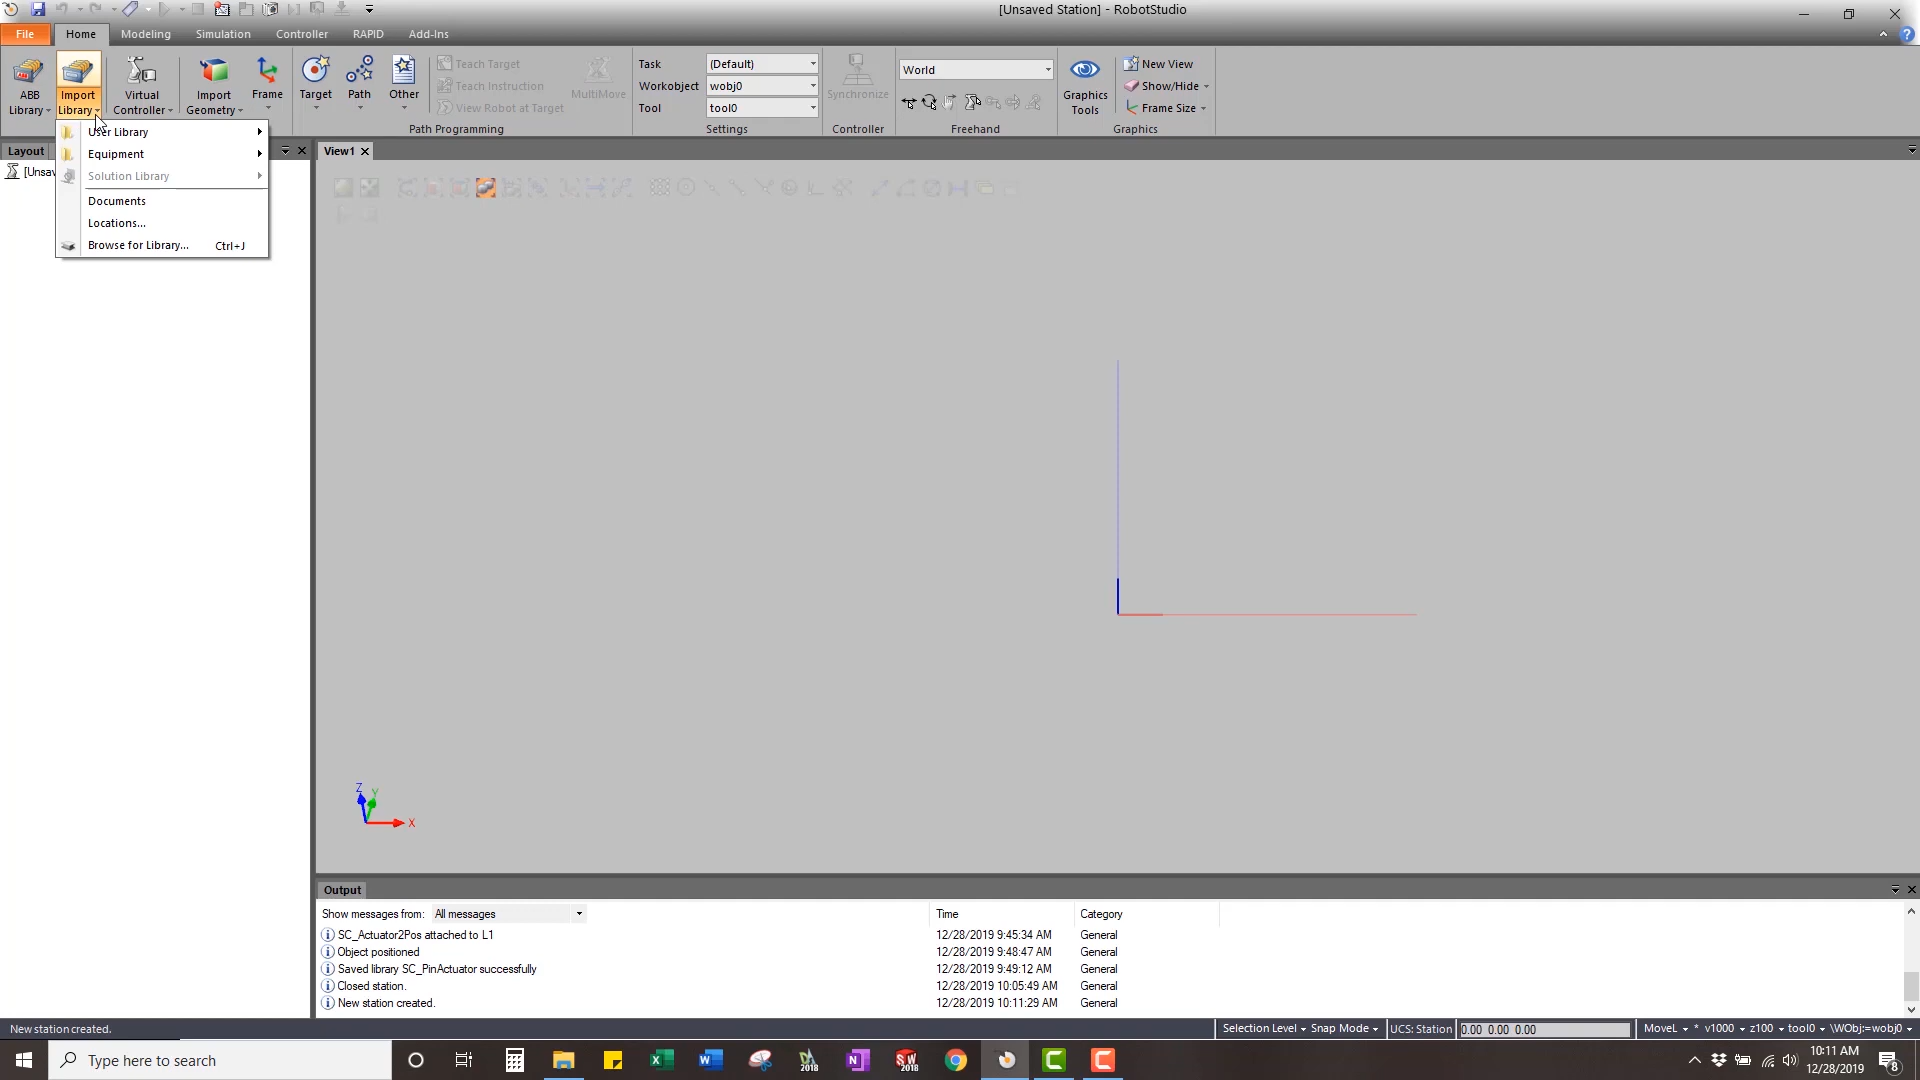 [Unsaved Station] - RobotStudio
File Home Modeling Simulation Controller RAPID Add-Ins
ABB Library
Import Library
Virtual Controller
Import Geometry
Frame
Target
Path
Other
Teach Target
Teach Instruction
View Robot at Target
MultiMove
Path Programming
Task (Default)
Workobject wobj0
Tool tool0
Settings
Synchronize
Controller
World
Freehand
Graphics Tools
New View
Show/Hide
Frame Size
Graphics
User Library
Equipment
Solution Library
Documents
Locations...
Browse for Library... Ctrl+J
Layout
[Unsav
View1
Z
Y
X
Output
Show messages from: All messages Time Category
SC_Actuator2Pos attached to L1 12/28/2019 9:45:34 AM General
Object positioned 12/28/2019 9:48:47 AM General
Saved library SC_PinActuator successfully 12/28/2019 9:49:12 AM General
Closed station. 12/28/2019 10:05:49 AM General
New station created. 12/28/2019 10:11:29 AM General
New station created. Selection Level Snap Mode UCS: Station 0.00 0.00 0.00 MoveL * v1000 z100 tool0 \WObj:=wobj0
Type here to search
2018
2018
10:11 AM
12/28/2019
8